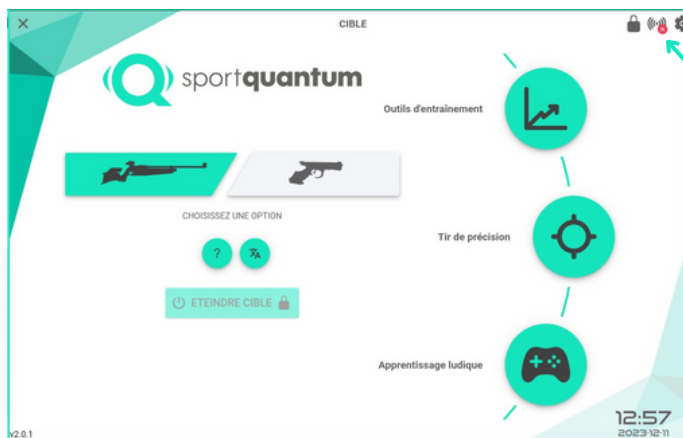 CIBLE
sportquantum
Outils d'entrainement
CHOISISSEZ UNE OPTION
Tir de précision
?
ETEINDRE CIBLE
Apprentissage ludique
12:57
2023-12-11
v2.0.1